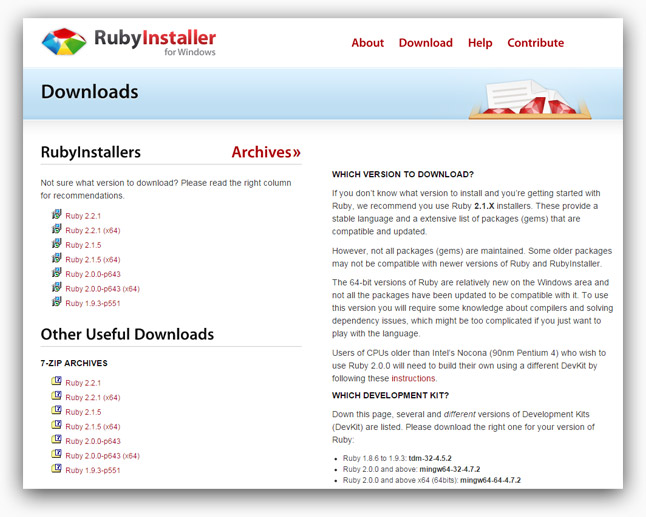 RubyInstaller
for Windows
About Download Help Contribute
Downloads
RubyInstallers Archives»
Not sure what version to download? Please read the right column
for recommendations.
Ruby 2.2.1
Ruby 2.2.1 (x64)
Ruby 2.1.5
Ruby 2.1.5 (x64)
Ruby 2.0.0-p643
Ruby 2.0.0-p643 (x64)
Ruby 1.9.3-p551
Other Useful Downloads
7-ZIP ARCHIVES
Ruby 2.2.1
Ruby 2.2.1 (x64)
Ruby 2.1.5
Ruby 2.1.5 (x64)
Ruby 2.0.0-p643
Ruby 2.0.0-p643 (x64)
Ruby 1.9.3-p551
WHICH VERSION TO DOWNLOAD?
If you don't know what version to install and you're getting started with
Ruby, we recommend you use Ruby 2.1.X installers. These provide a
stable language and a extensive list of packages (gems) that are
compatible and updated.
However, not all packages (gems) are maintained. Some older packages
may not be compatible with newer versions of Ruby and RubyInstaller.
The 64-bit versions of Ruby are relatively new on the Windows area and
not all the packages have been updated to be compatible with it. To use
this version you will require some knowledge about compilers and solving
dependency issues, which might be too complicated if you just want to
play with the language.
Users of CPUs older than Intel's Nocona (90nm Pentium 4) who wish to
use Ruby 2.0.0 will need to build their own using a different DevKit by
following these instructions.
WHICH DEVELOPMENT KIT?
Down this page, several and different versions of Development Kits
(DevKit) are listed. Please download the right one for your version of
Ruby:
• Ruby 1.8.6 to 1.9.3: tdm-32-4.5.2
• Ruby 2.0.0 and above: mingw64-32-4.7.2
• Ruby 2.0.0 and above x64 (64bits): mingw64-64-4.7.2